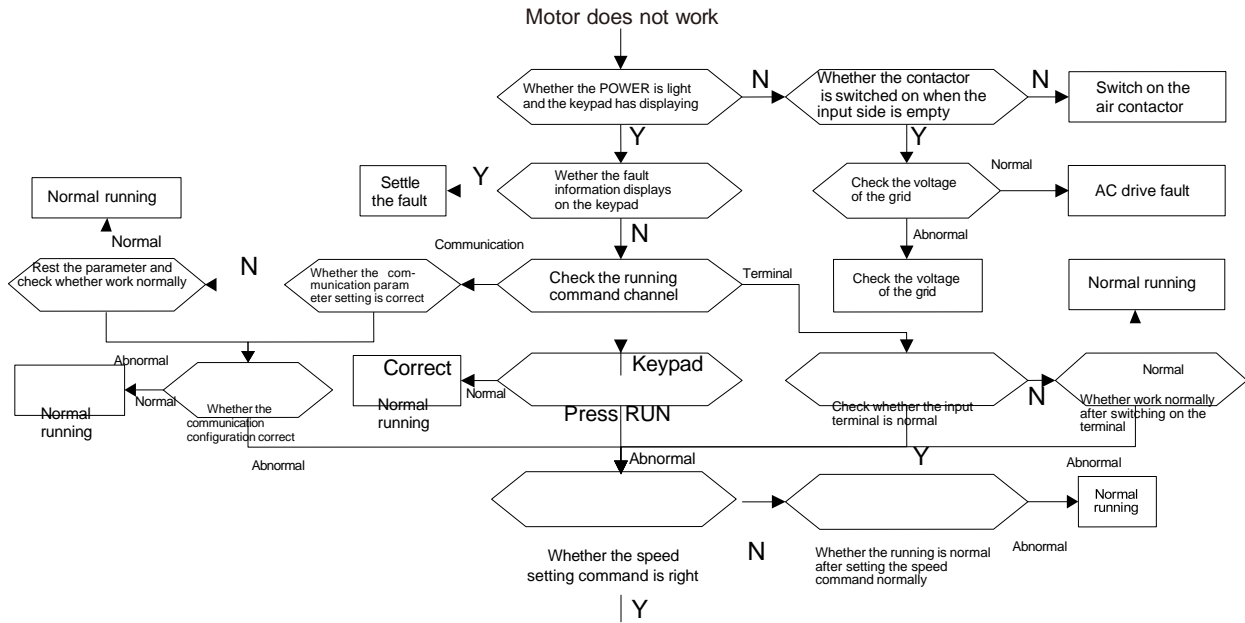 Motor does not work
Whether the POWER is light
and the keypad has displaying
N
Whether the contactor
is switched on when the
input side is empty
N
Switch on the
air contactor
Y
Y
Normal running
Settle
the fault
Y
Wether the fault
information displays
on the keypad
Check the voltage
of the grid
Normal
AC drive fault
Normal
N
Abnormal
Rest the parameter and
check whether work normally
N
Communication
Whether the com-
munication param
eter setting is correct
Check the running
command channel
Terminal
Check the voltage
of the grid
Normal running
Abnormal
Normal
Normal
running
Whether the
communication
configuration correct
Correct
Normal
running
Normal
Keypad
Press RUN
Check whether the input
terminal is normal
N
Normal
Whether work normally
after switching on the
terminal
Abnormal
Abnormal
Y
Abnormal
Normal
running
Whether the speed
setting command is right
N
Whether the running is normal
after setting the speed
command normally
Abnormal
Y